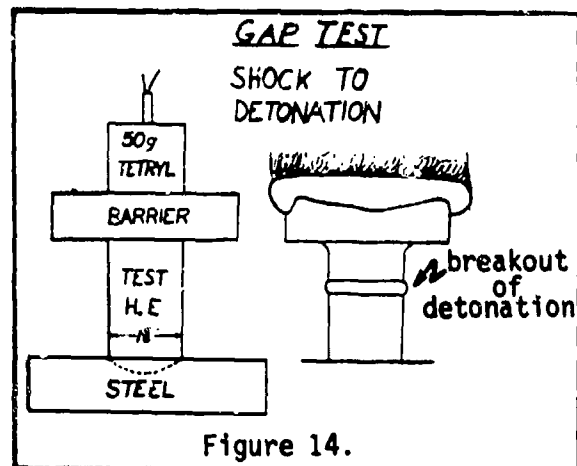 GAP TEST
SHOCK TO
DETONATION
50g
TETRYL
BARRIER
TEST
H.E
STEEL
breakout
of
detonation
Figure 14.